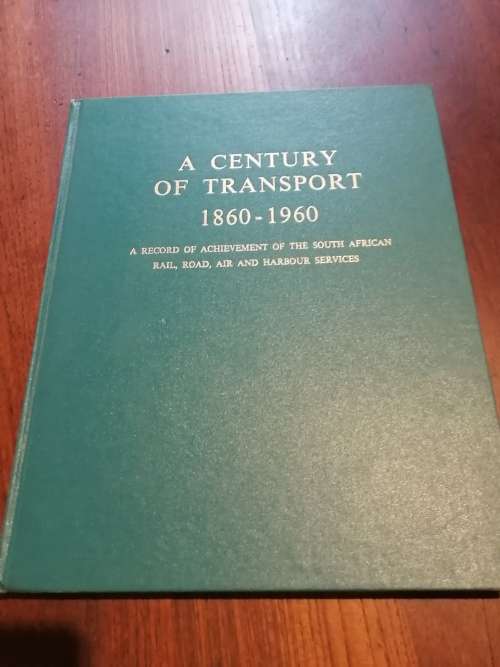 A CENTURY
OF TRANSPORT
1860-1960
A RECORD OF ACHIEVEMENT OF THE SOUTH AFRICAN
RAIL, ROAD, AIR AND HARBOUR SERVICES